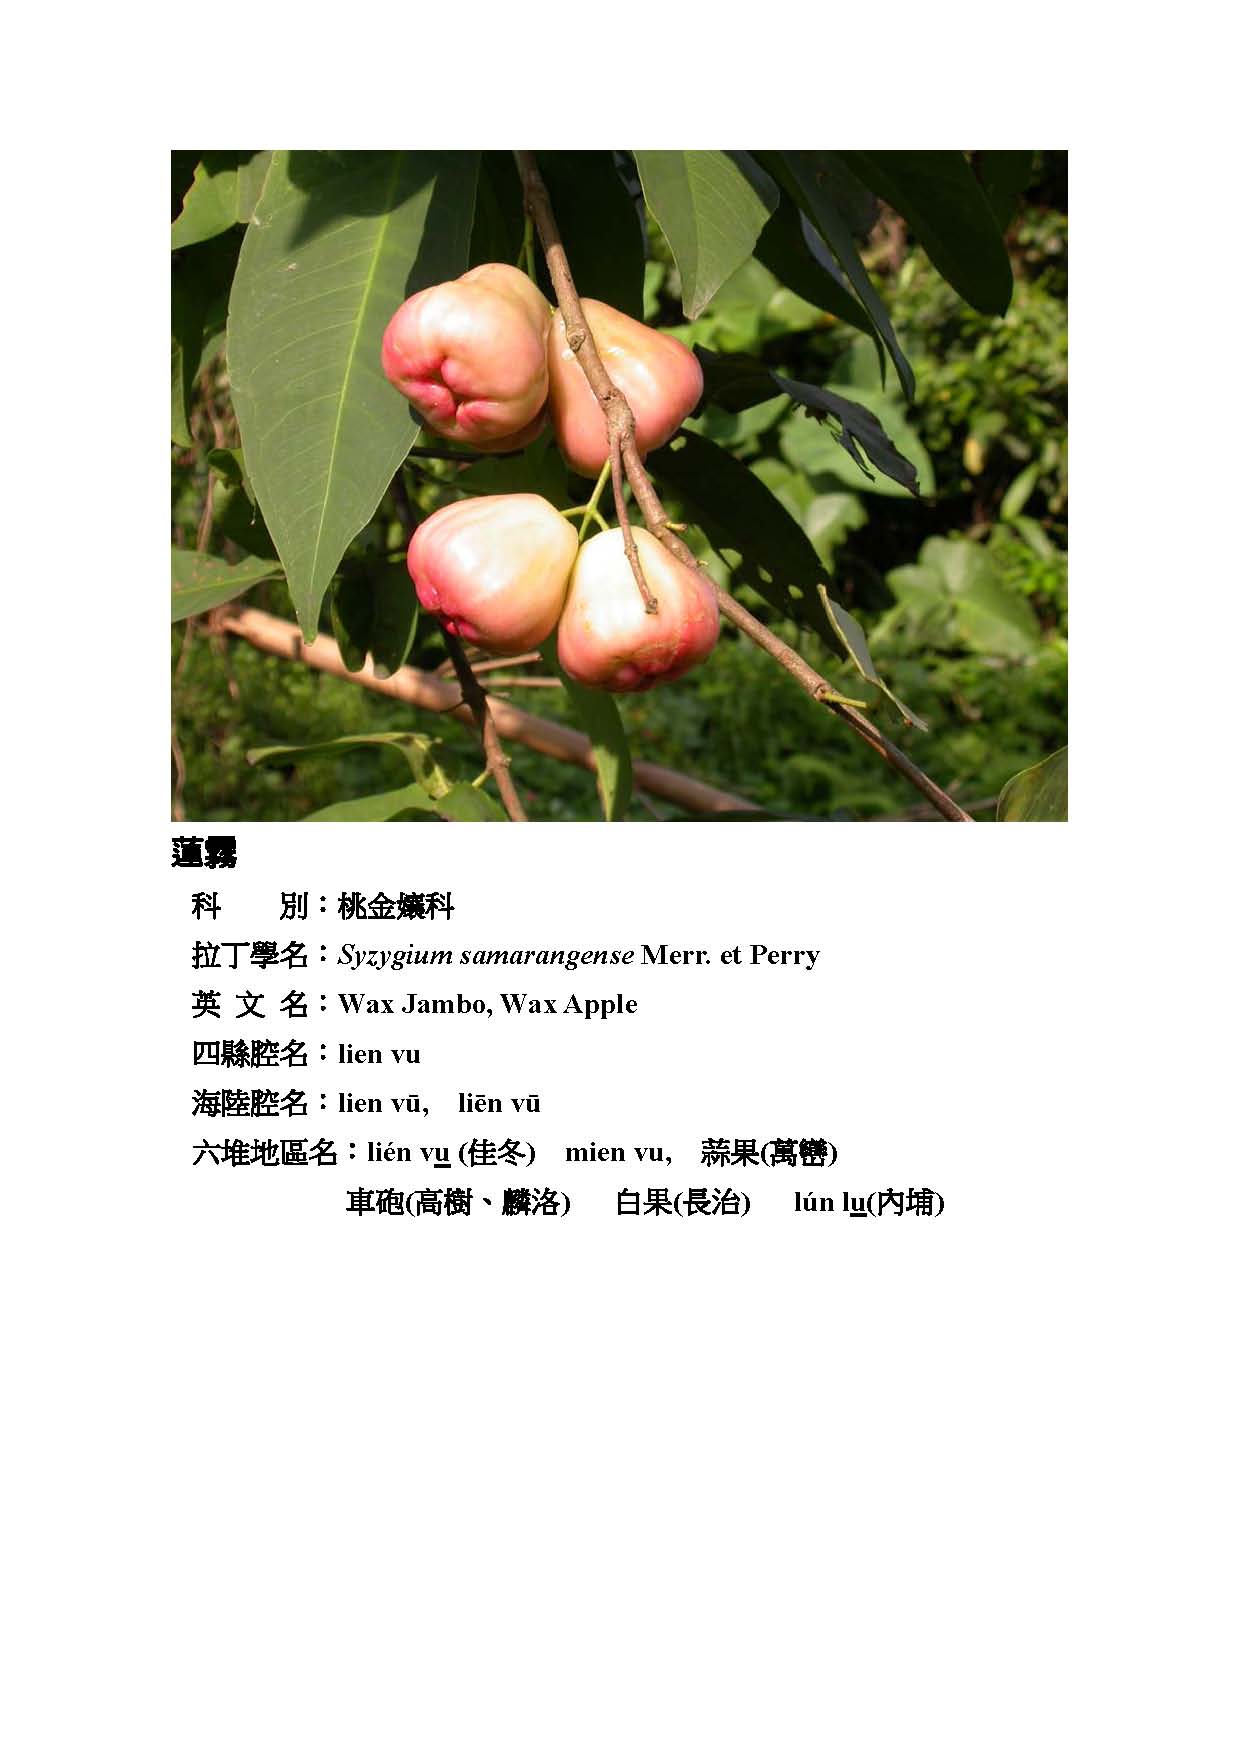 蓮霧
科　　別：桃金孃科
拉丁學名：Syzygium samarangense Merr. et Perry
英 文 名：Wax Jambo, Wax Apple
四縣腔名：lien vu
海陸腔名：lien vū,　liēn vū
六堆地區名：lién vu (佳冬)　mien vu,　蒜果(萬巒)
車砲(高樹、麟洛)　白果(長治)　lún lu(內埔)